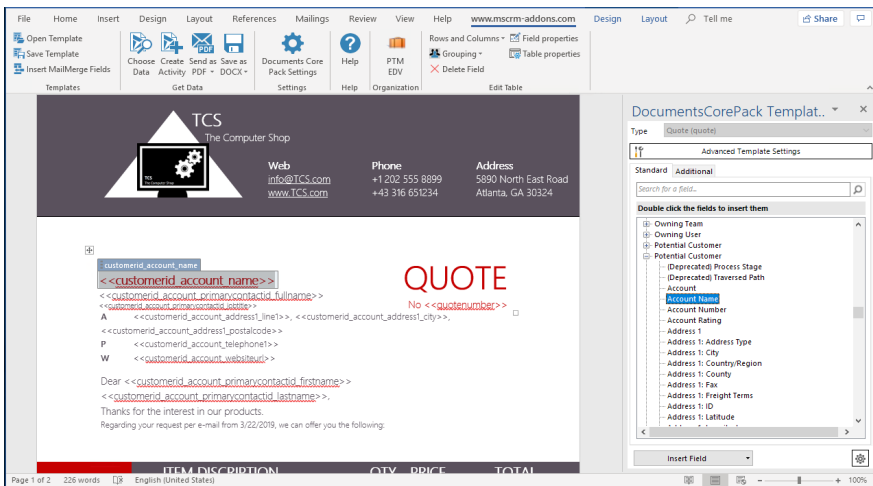 File Home Insert Design Layout References Mailings Review View Help www.mscrm-addons.com Design Layout Tell me Share
Open Template
Save Template
Insert MailMerge Fields
Templates
Choose Data
Create Activity
Send as PDF
Save as DOCX
Get Data
Documents Core Pack Settings
Settings
Help
Help
PTM EDV
Organization
Rows and Columns Field properties
Grouping Table properties
Delete Field
Edit Table
TCS
The Computer Shop
TCS
The Computer Shop
Web Phone Address
info@TCS.com +1 202 555 8899 5890 North East Road
www.TCS.com +43 316 651234 Atlanta, GA 30324
customerid_account_name
<<customerid_account_name>>
QUOTE
<<customerid_account_primarycontactid_fullname>>
No <<quotenumber>>
<<customerid_account_primarycontactid_jobtitle>>
A <<customerid_account_address1_line1>>, <<customerid_account_address1_city>>,
<<customerid_account_address1_postalcode>>
P <<customerid_account_telephone1>>
W <<customerid_account_websiteurl>>
Dear <<customerid_account_primarycontactid_firstname>>
<<customerid_account_primarycontactid_lastname>>,
Thanks for the interest in our products.
Regarding your request per e-mail from 3/22/2019, we can offer you the following:
ITEM DISCRIPTION QTY PRICE TOTAL
DocumentsCorePack Templat..
Type Quote (quote)
Advanced Template Settings
Standard Additional
Search for a field...
Double click the fields to insert them
Owning Team
Owning User
Potential Customer
Potential Customer
(Deprecated) Process Stage
(Deprecated) Traversed Path
Account
Account Name
Account Number
Account Rating
Address 1
Address 1: Address Type
Address 1: City
Address 1: Country/Region
Address 1: County
Address 1: Fax
Address 1: Freight Terms
Address 1: ID
Address 1: Latitude
Insert Field
Page 1 of 2 226 words English (United States) 100%